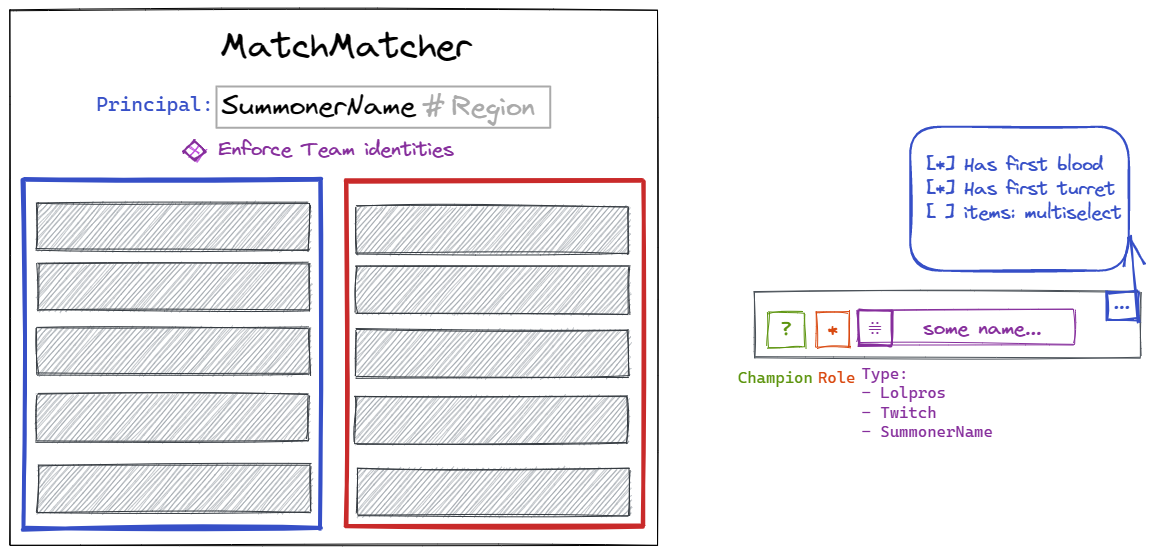 MatchMatcher
Principal: SummonerName # Region
Enforce Team identities
[*] Has first blood
[*] Has first turret
[ ] items: multiselect
...
? * some name...
Champion Role Type:
- Lolpros
- Twitch
- SummonerName